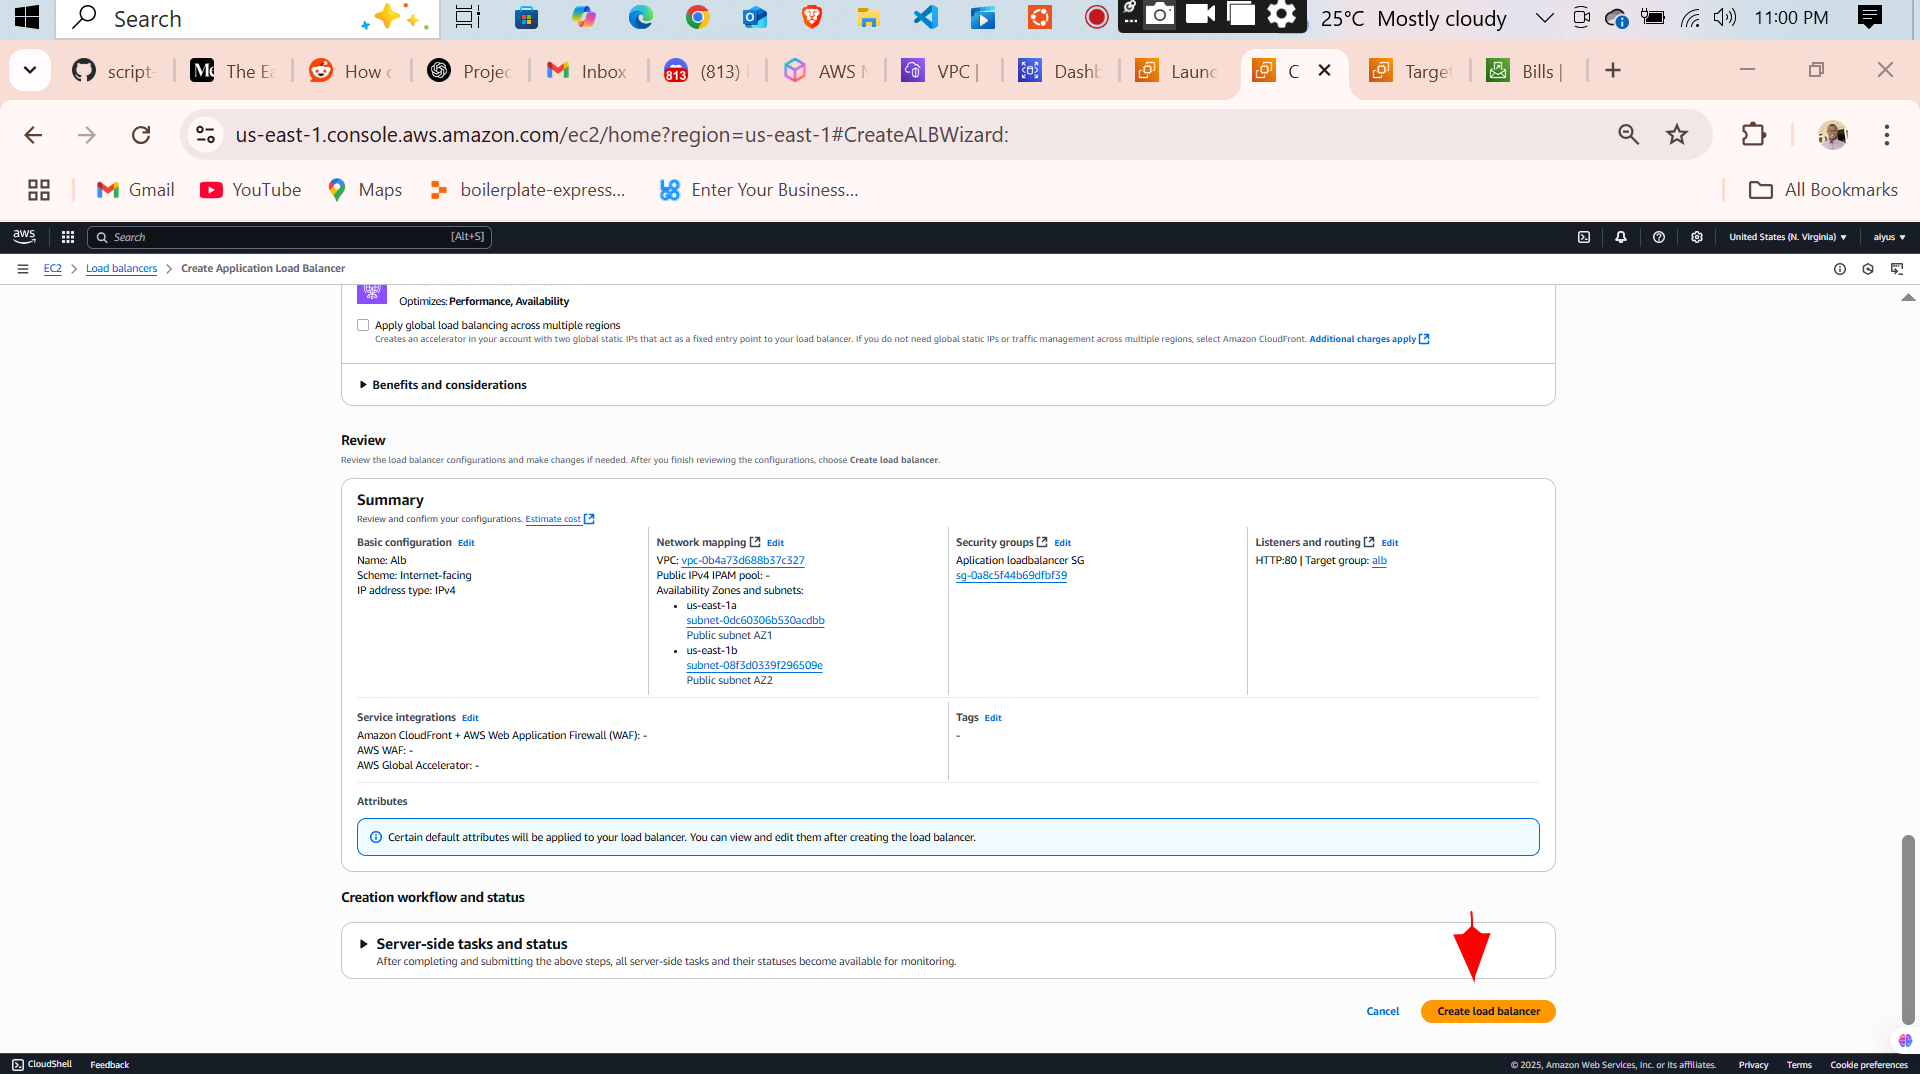 Search
25°C Mostly cloudy
11:00 PM
script-
Me
The Ea
How c
Projec
Inbox
813
(813)
AWS
VPC |
Dashb
Launc
C
Target
Bills |
us-east-1.console.aws.amazon.com/ec2/home?region=us-east-1#CreateALBWizard:
Gmail
YouTube
Maps
boilerplate-express...
Enter Your Business...
All Bookmarks
aws
Search
[Alt+S]
United States (N. Virginia)
aiyus
EC2
Load balancers
Create Application Load Balancer
Optimizes: Performance, Availability
Apply global load balancing across multiple regions
Creates an accelerator in your account with two global static IPs that act as a fixed entry point to your load balancer. If you do not need global static IPs or traffic management across multiple regions, select Amazon CloudFront. Additional charges apply
Benefits and considerations
Review
Review the load balancer configurations and make changes if needed. After you finish reviewing the configurations, choose Create load balancer.
Summary
Review and confirm your configurations. Estimate cost
Basic configuration Edit
Name: Alb
Scheme: Internet-facing
IP address type: IPv4
Network mapping Edit
VPC: vpc-0b4a73d688b37c327
Public IPv4 IPAM pool: -
Availability Zones and subnets:
• us-east-1a
subnet-0dc60306b530acdbb
Public subnet AZ1
• us-east-1b
subnet-08f3d0339f296509e
Public subnet AZ2
Security groups Edit
Aplication loadbalancer SG
sg-0a8c5f44b69dfbf39
Listeners and routing Edit
HTTP:80 | Target group: alb
Service integrations Edit
Amazon CloudFront + AWS Web Application Firewall (WAF): -
AWS WAF: -
AWS Global Accelerator: -
Tags Edit
-
Attributes
Certain default attributes will be applied to your load balancer. You can view and edit them after creating the load balancer.
Creation workflow and status
Server-side tasks and status
After completing and submitting the above steps, all server-side tasks and their statuses become available for monitoring.
Cancel
Create load balancer
CloudShell
Feedback
© 2025, Amazon Web Services, Inc. or its affiliates.
Privacy
Terms
Cookie preferences